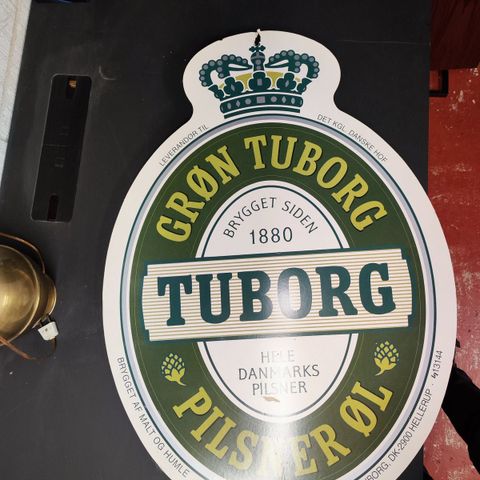 LEVERANDØR TIL
DET KGL. DANSKE HOF
GRØN TUBORG
BRYGGET SIDEN
1880
TUBORG
HELE
DANMARKS
PILSNER
PILSNER ØL
BRYGGET AF MALT OG HUMLE
TUBORG, DK-2900 HELLERUP · 13144